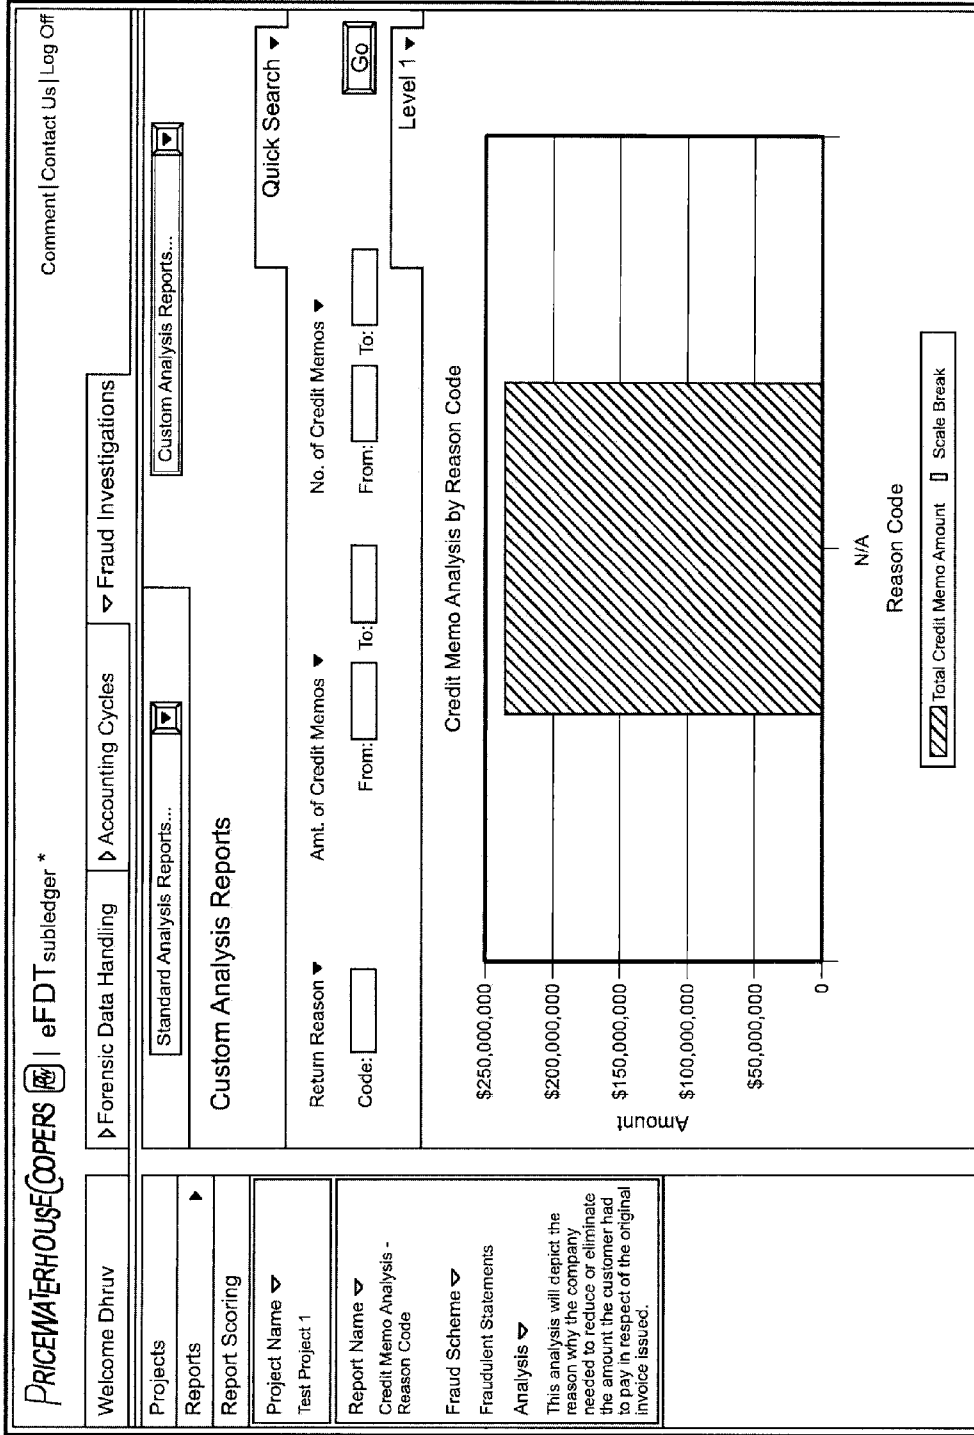 PRICEWATERHOUSECOOPERS PwC | eFDT subledger *
Comment | Contact Us | Log Off
Welcome Dhruv
Forensic Data Handling
Accounting Cycles
Fraud Investigations
Projects
Reports
Report Scoring
Project Name
Test Project 1
Report Name
Credit Memo Analysis -
Reason Code
Fraud Scheme
Fraudulent Statements
Analysis
This analysis will depict the
reason why the company
needed to reduce or eliminate
the amount the customer had
to pay in respect of the original
invoice issued.
Standard Analysis Reports...
Custom Analysis Reports...
Custom Analysis Reports
Quick Search
Return Reason
Amt. of Credit Memos
No. of Credit Memos
Code:
From: To:
From: To:
Go
Level 1
Credit Memo Analysis by Reason Code
Amount
$250,000,000
$200,000,000
$150,000,000
$100,000,000
$50,000,000
0
N/A
Reason Code
Total Credit Memo Amount
Scale Break